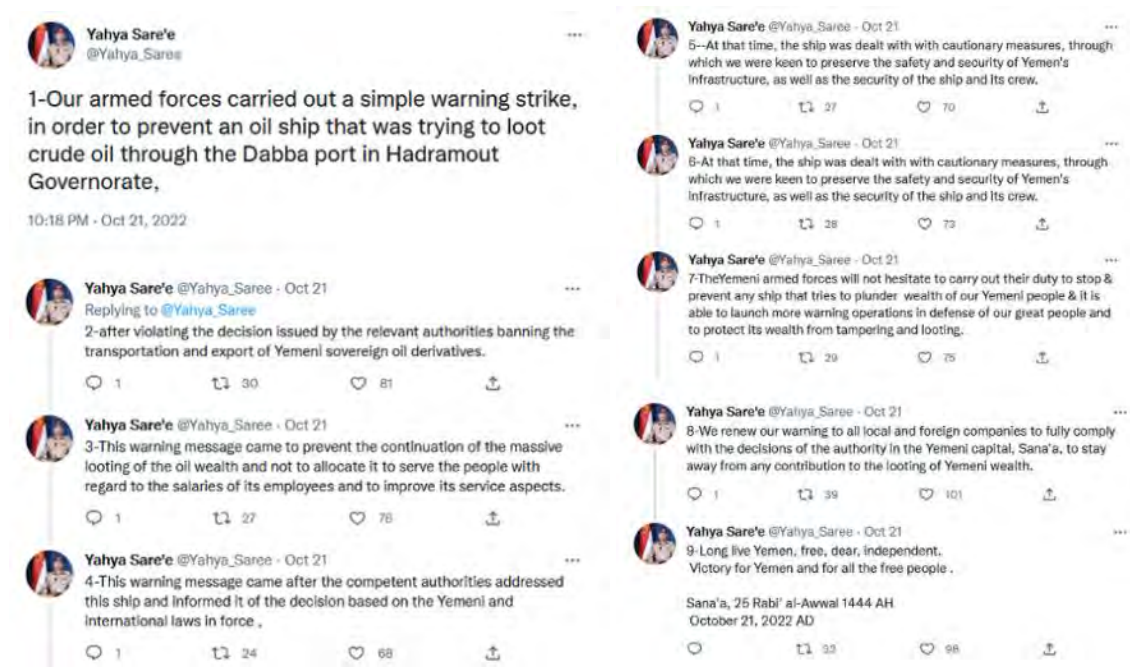 Yahya Sare'e
@Yahya_Saree
1-Our armed forces carried out a simple warning strike,
in order to prevent an oil ship that was trying to loot
crude oil through the Dabba port in Hadramout
Governorate,
10:18 PM · Oct 21, 2022
Yahya Sare'e @Yahya_Saree · Oct 21
Replying to @Yahya_Saree
2-after violating the decision issued by the relevant authorities banning the
transportation and export of Yemeni sovereign oil derivatives.
1 30 81
Yahya Sare'e @Yahya_Saree · Oct 21
3-This warning message came to prevent the continuation of the massive
looting of the oil wealth and not to allocate it to serve the people with
regard to the salaries of its employees and to improve its service aspects.
1 27 76
Yahya Sare'e @Yahya_Saree · Oct 21
4-This warning message came after the competent authorities addressed
this ship and informed it of the decision based on the Yemeni and
international laws in force .
1 24 68
Yahya Sare'e @Yahya_Saree · Oct 21
5--At that time, the ship was dealt with with cautionary measures, through
which we were keen to preserve the safety and security of Yemen's
infrastructure, as well as the security of the ship and its crew.
1 27 70
Yahya Sare'e @Yahya_Saree · Oct 21
6-At that time, the ship was dealt with with cautionary measures, through
which we were keen to preserve the safety and security of Yemen's
infrastructure, as well as the security of the ship and its crew.
1 28 73
Yahya Sare'e @Yahya_Saree · Oct 21
7-TheYemeni armed forces will not hesitate to carry out their duty to stop &
prevent any ship that tries to plunder wealth of our Yemeni people & it is
able to launch more warning operations in defense of our great people and
to protect its wealth from tampering and looting.
1 29 75
Yahya Sare'e @Yahya_Saree · Oct 21
8-We renew our warning to all local and foreign companies to fully comply
with the decisions of the authority in the Yemeni capital, Sana'a, to stay
away from any contribution to the looting of Yemeni wealth.
1 39 101
Yahya Sare'e @Yahya_Saree · Oct 21
9-Long live Yemen, free, dear, independent.
Victory for Yemen and for all the free people .
Sana'a, 25 Rabi' al-Awwal 1444 AH
October 21, 2022 AD
33 98